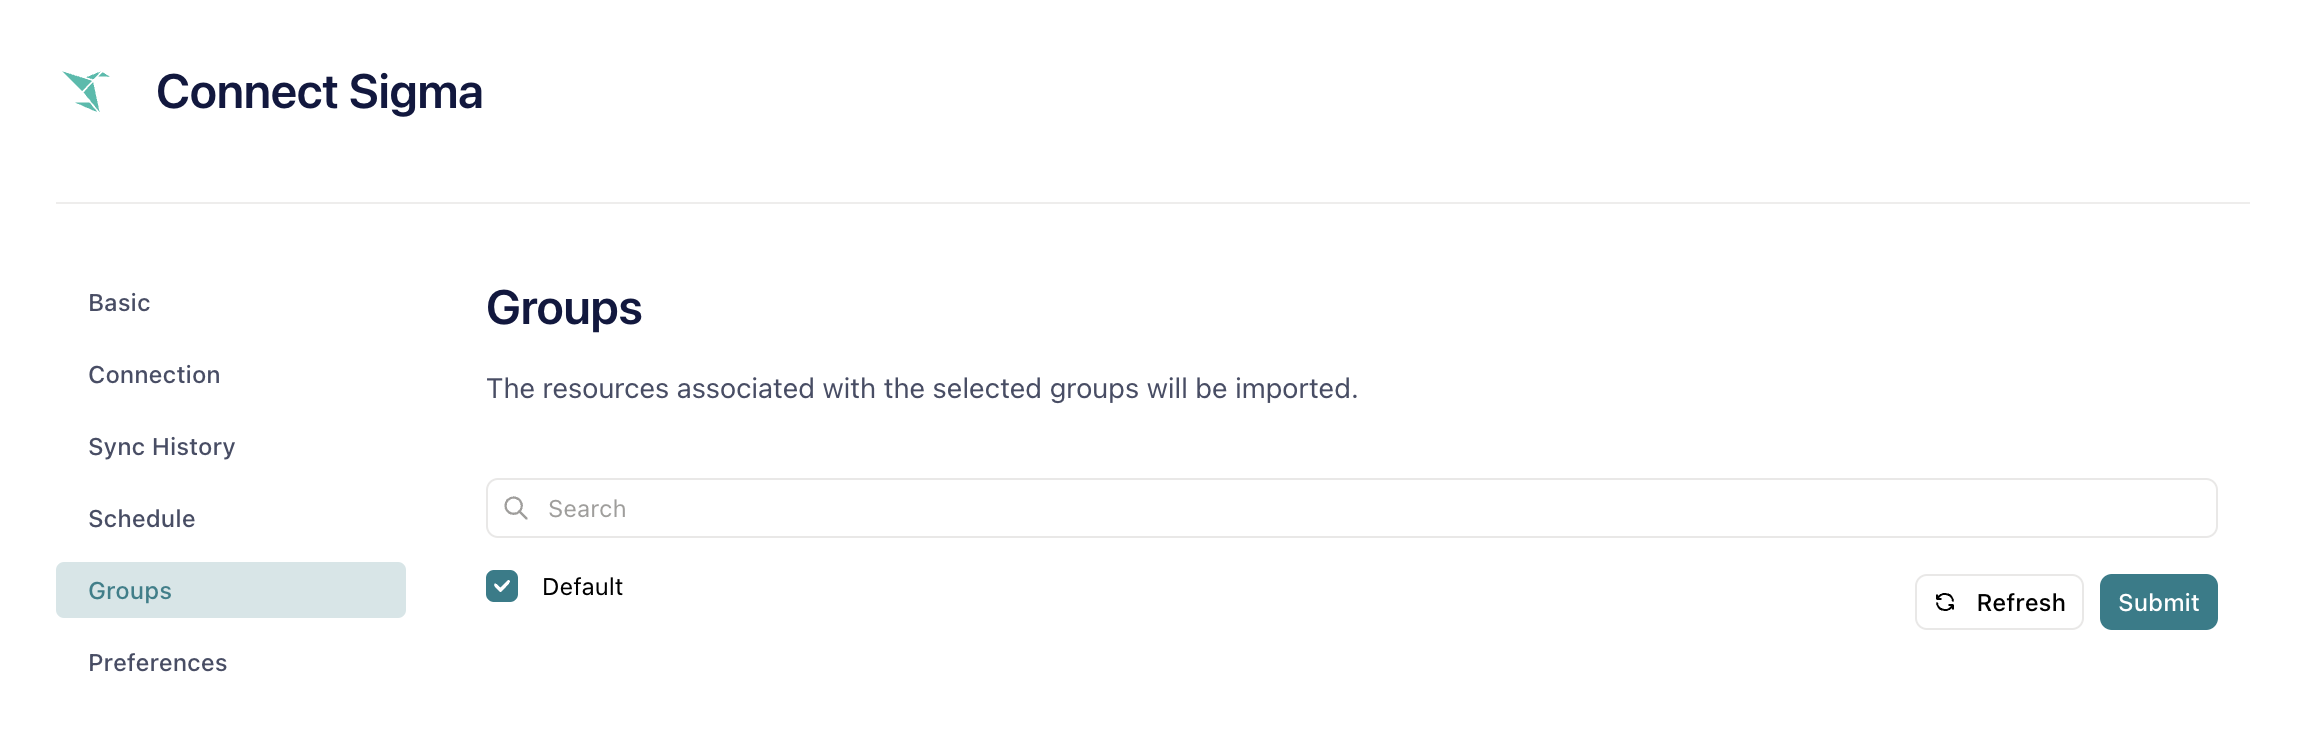 Connect Sigma
Basic
Connection
Sync History
Schedule
Groups
Preferences
Groups
The resources associated with the selected groups will be imported.
Search
Default
Refresh
Submit